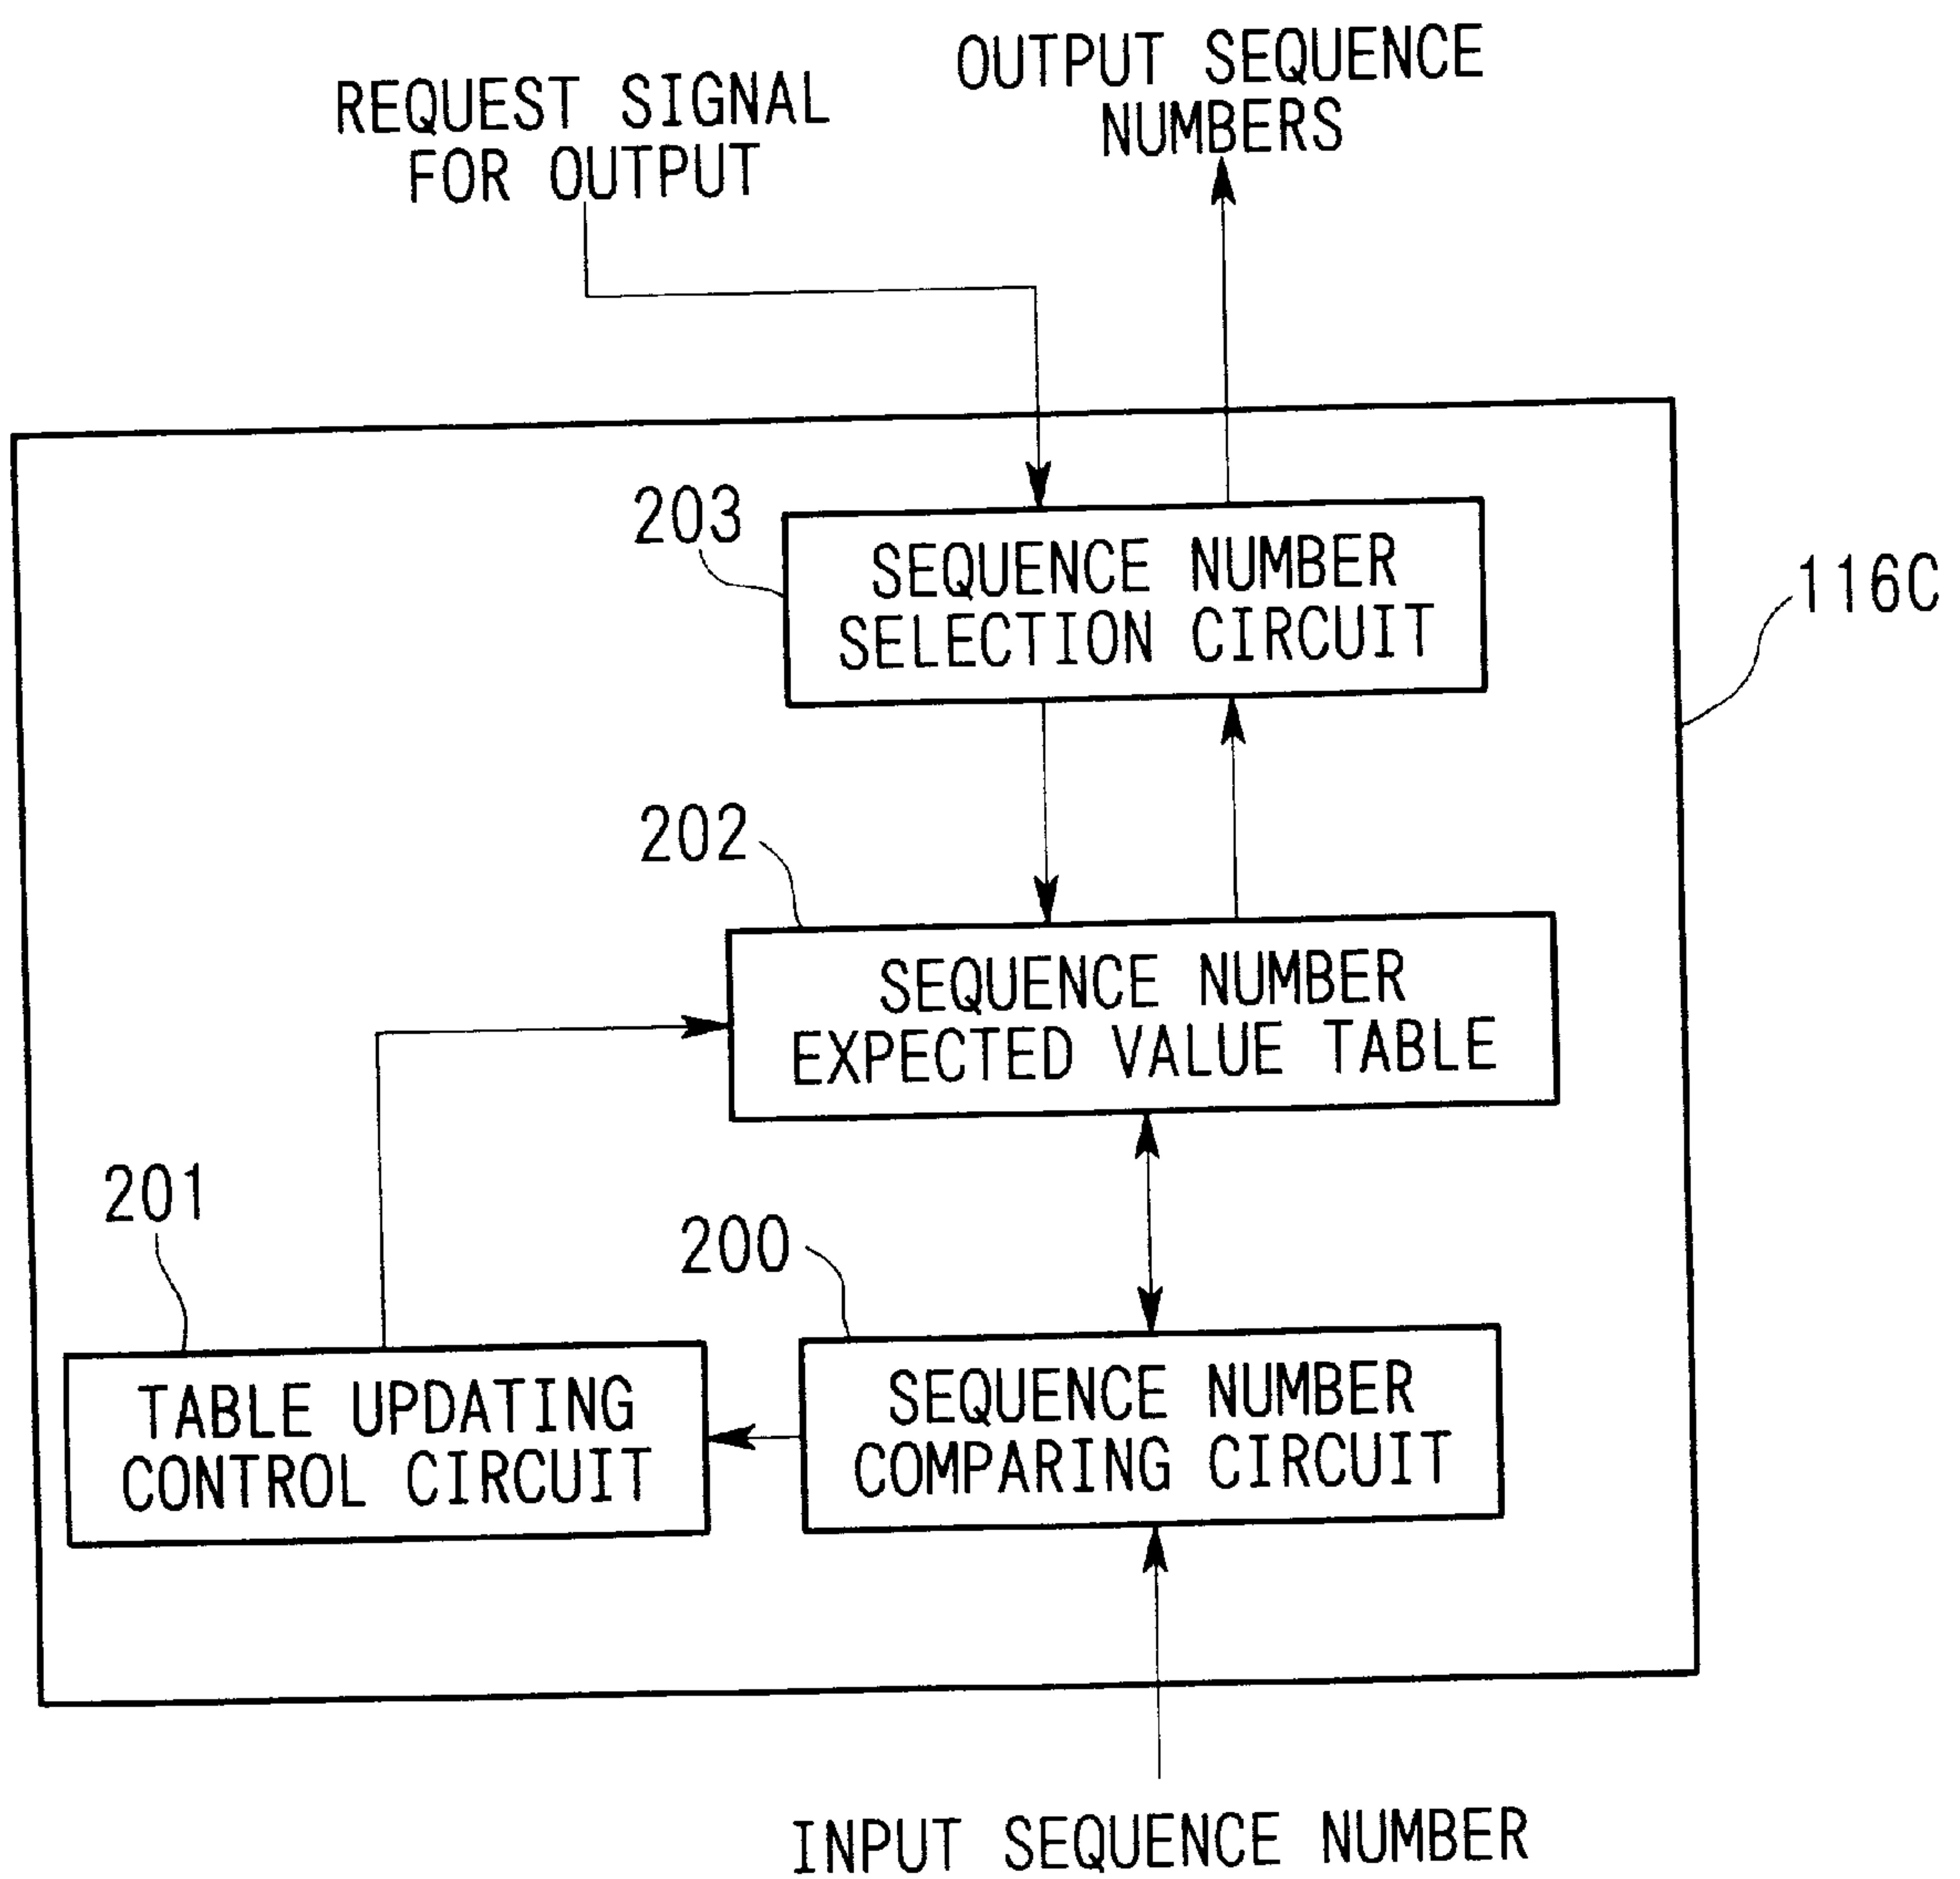 OUTPUT SEQUENCE
NUMBERS
REQUEST SIGNAL
FOR OUTPUT
203
SEQUENCE NUMBER
SELECTION CIRCUIT
116C
202
SEQUENCE NUMBER
EXPECTED VALUE TABLE
201
200
TABLE UPDATING
CONTROL CIRCUIT
SEQUENCE NUMBER
COMPARING CIRCUIT
INPUT SEQUENCE NUMBER